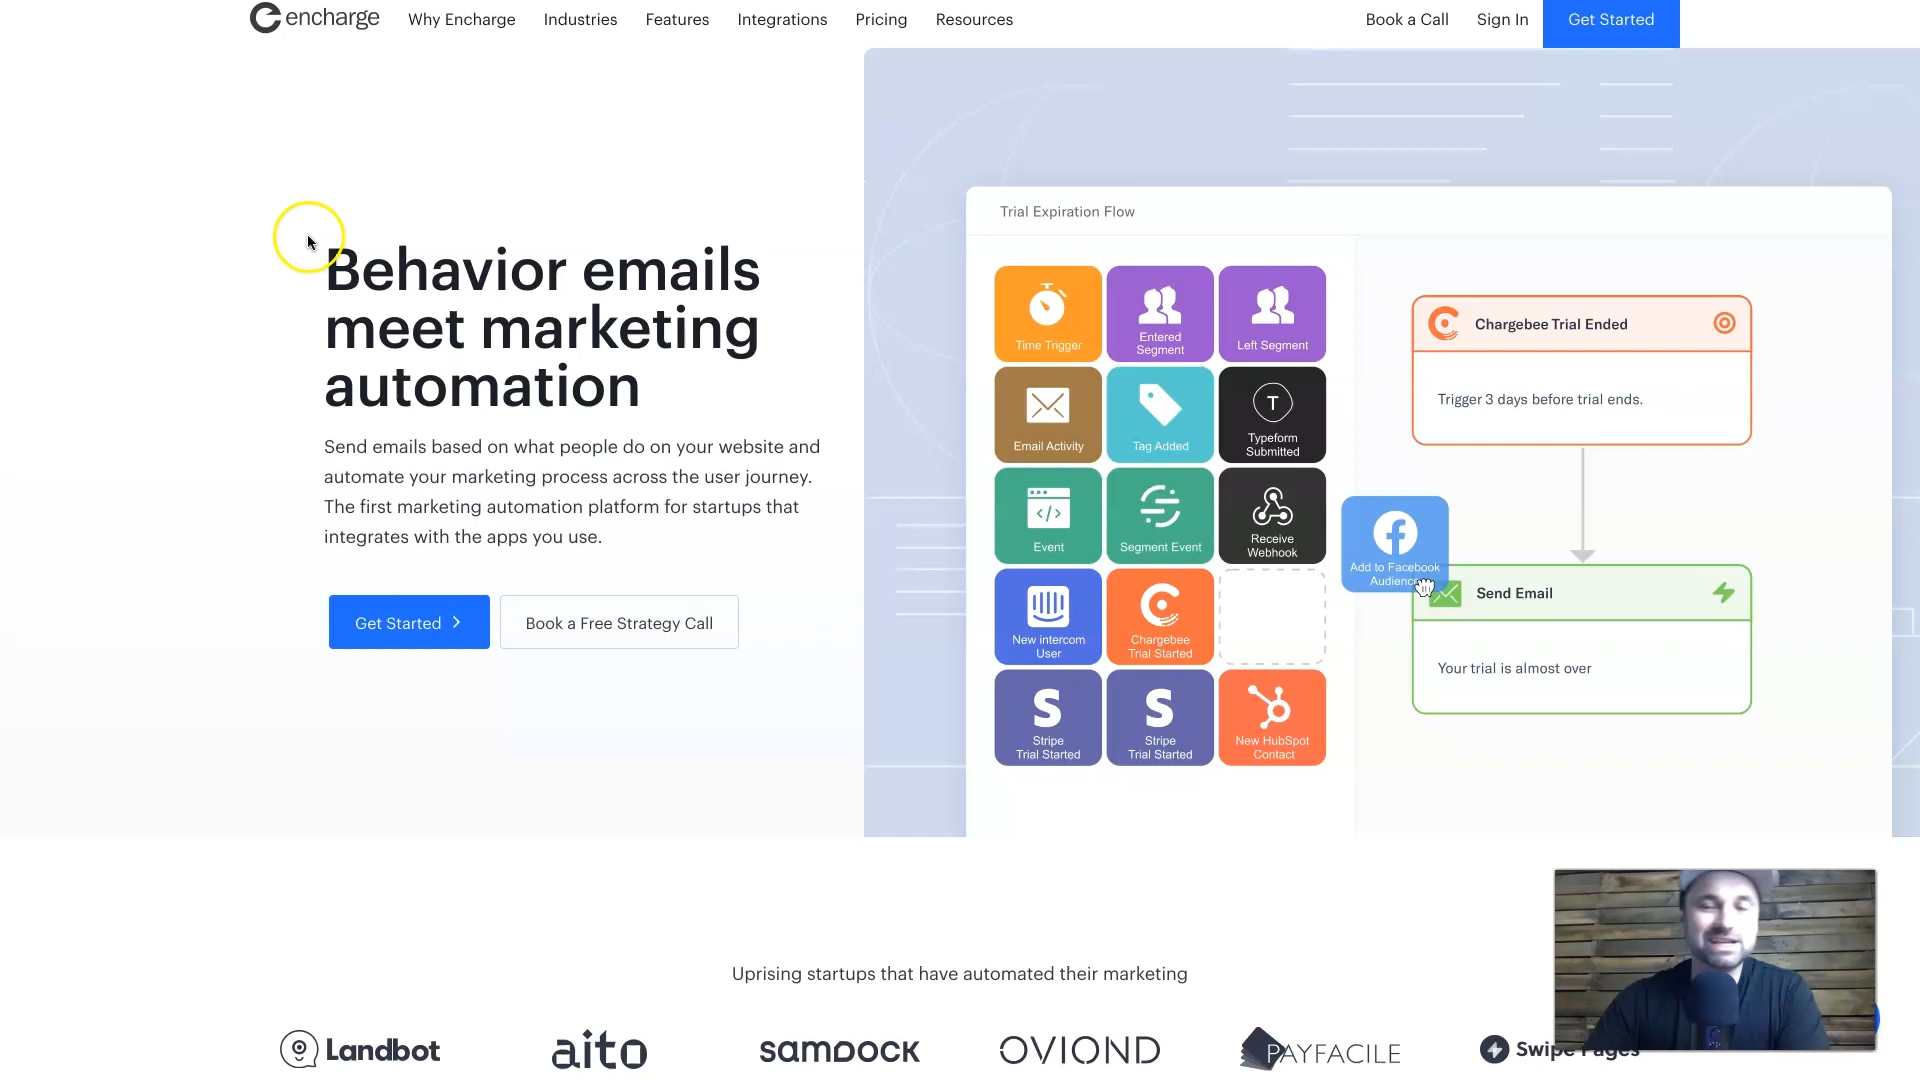 encharge
Why Encharge
Industries
Features
Integrations
Pricing
Resources
Book a Call
Sign In
Get Started
Behavior emails
meet marketing
automation
Send emails based on what people do on your website and
automate your marketing process across the user journey.
The first marketing automation platform for startups that
integrates with the apps you use.
Get Started
Book a Free Strategy Call
Trial Expiration Flow
Time Trigger
Entered
Segment
Left Segment
Email Activity
Tag Added
T
Typeform
Submitted
Event
Segment Event
Receive
Webhook
New intercom
User
Chargebee
Trial Started
S
Stripe
Trial Started
S
Stripe
Trial Started
New HubSpot
Contact
Add to Facebook
Audience
Chargebee Trial Ended
Trigger 3 days before trial ends.
Send Email
Your trial is almost over
Uprising startups that have automated their marketing
Landbot
aito
SAMDOCK
OVIOND
PAYFACILE
Swipe Pages